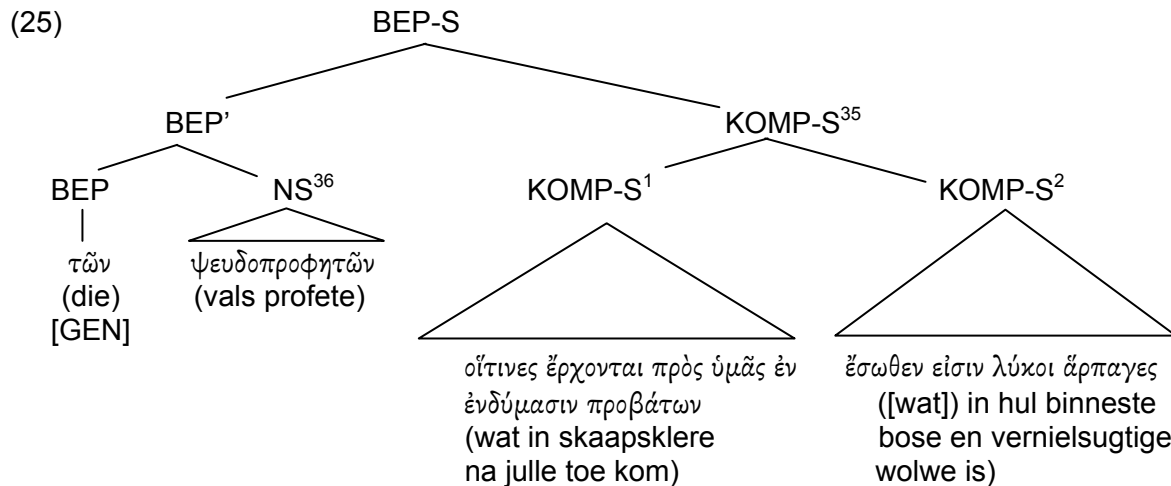 (25)
BEP-S
BEP’ KOMP-S³⁵
BEP NS³⁶ KOMP-S¹ KOMP-S²
τῶν ψευδοπροφητῶν
(die) (vals profete)
[GEN]
οἵτινες ἔρχονται πρὸς ὑμᾶς ἐν
ἐνδύμασιν προβάτων
(wat in skaapsklere
na julle toe kom)
ἔσωθεν εἰσιν λύκοι ἅρπαγες
([wat]) in hul binneste
bose en vernielsugtige
wolwe is)